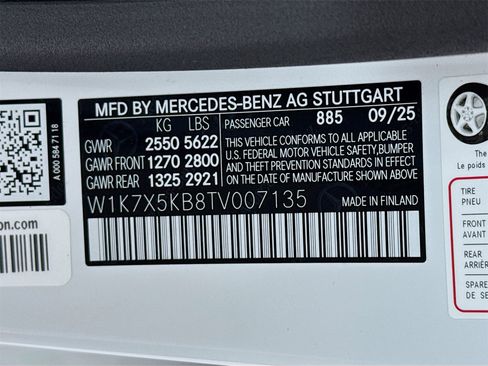 MFD BY MERCEDES-BENZ AG STUTTGART
KG LBS
PASSENGER CAR 885 09/25
GVWR 2550 5622
GAWR FRONT 1270 2800
GAWR REAR 1325 2921
THIS VEHICLE CONFORMS TO ALL APPLICABLE
U.S. FEDERAL MOTOR VEHICLE SAFETY,BUMPER
AND THEFT PREVENTION STANDARDS IN EFFECT
ON THE DATE OF MANUFACTURE SHOWN ABOVE
W1K7X5KB8TV007135
MADE IN FINLAND
A 000 584 71 18
on.com
The
Le poids
TIRE
PNEU
FRONT
AVANT
REAR
ARRIÈRE
SPARE
DE